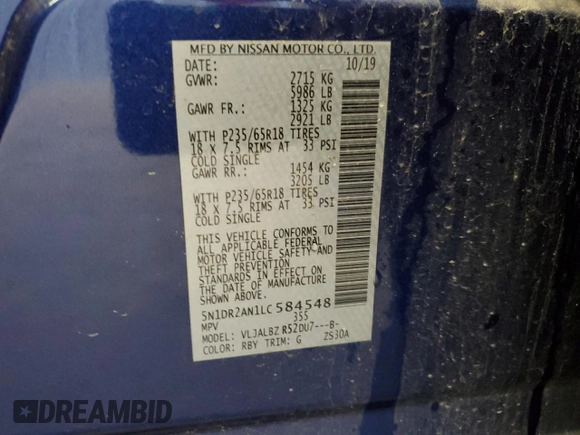 MFD BY NISSAN MOTOR CO., LTD.
DATE: 10/19
GVWR: 2715 KG
5986 LB
GAWR FR.: 1325 KG
2921 LB
WITH P235/65R18 TIRES
18 X 7.5 RIMS AT 33 PSI
COLD SINGLE
GAWR RR.: 1454 KG
3205 LB
WITH P235/65R18 TIRES
18 X 7.5 RIMS AT 33 PSI
COLD SINGLE
THIS VEHICLE CONFORMS TO
ALL APPLICABLE FEDERAL
MOTOR VEHICLE SAFETY AND
THEFT PREVENTION
STANDARDS IN EFFECT ON
THE DATE OF MANUFACTURE
SHOWN ABOVE.
5N1DR2AN1LC584548
MPV 355
MODEL: VLJALBZ R52DU7---B-
COLOR: RBY TRIM: G ZS30A
DREAMBID